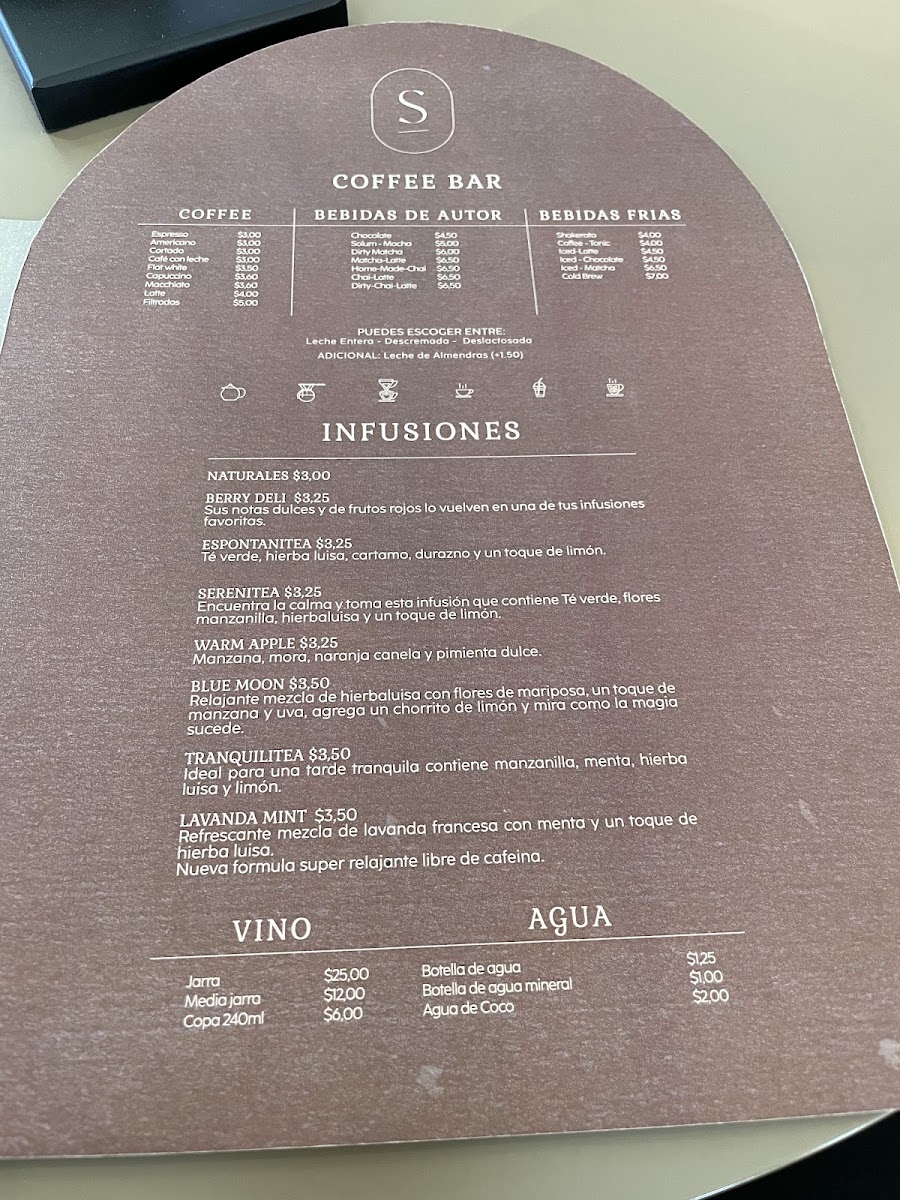 S
COFFEE BAR
COFFEE
Espresso $3,00
Americano $3,00
Cortado $3,00
Café con leche $3,00
Flat white $3,50
Capuccino $3,60
Macchiato $3,60
Latte $4,00
Filtrados $5,00
BEBIDAS DE AUTOR
Chocolate $4,50
Solum - Mocha $5,00
Dirty Matcha $6,00
Matcha-Latte $6,50
Home-Made-Chai $6,50
Chai-Latte $6,50
Dirty-Chai-Latte $6,50
BEBIDAS FRIAS
Shakerato $4,00
Coffee - Tonic $4,00
Iced-Latte $4,50
Iced - Chocolate $4,50
Iced - Matcha $6,50
Cold Brew $7,00
PUEDES ESCOGER ENTRE:
Leche Entera - Descremada - Deslactosada
ADICIONAL: Leche de Almendras (+1.50)
INFUSIONES
NATURALES $3,00
BERRY DELI $3,25
Sus notas dulces y de frutos rojos lo vuelven en una de tus infusiones
favoritas.
ESPONTANITEA $3,25
Té verde, hierba luisa, cartamo, durazno y un toque de limón.
SERENITEA $3,25
Encuentra la calma y toma esta infusión que contiene Té verde, flores
manzanilla, hierbaluisa y un toque de limón.
WARM APPLE $3,25
Manzana, mora, naranja canela y pimienta dulce.
BLUE MOON $3,50
Relajante mezcla de hierbaluisa con flores de mariposa, un toque de
manzana y uva, agrega un chorrito de limón y mira como la magia
sucede.
TRANQUILITEA $3,50
Ideal para una tarde tranquila contiene manzanilla, menta, hierba
luisa y limón.
LAVANDA MINT $3,50
Refrescante mezcla de lavanda francesa con menta y un toque de
hierba luisa.
Nueva formula super relajante libre de cafeina.
VINO
Jarra $25,00
Media jarra $12,00
Copa 240ml $6,00
AGUA
Botella de agua $1,25
Botella de agua mineral $1,00
Agua de Coco $2,00